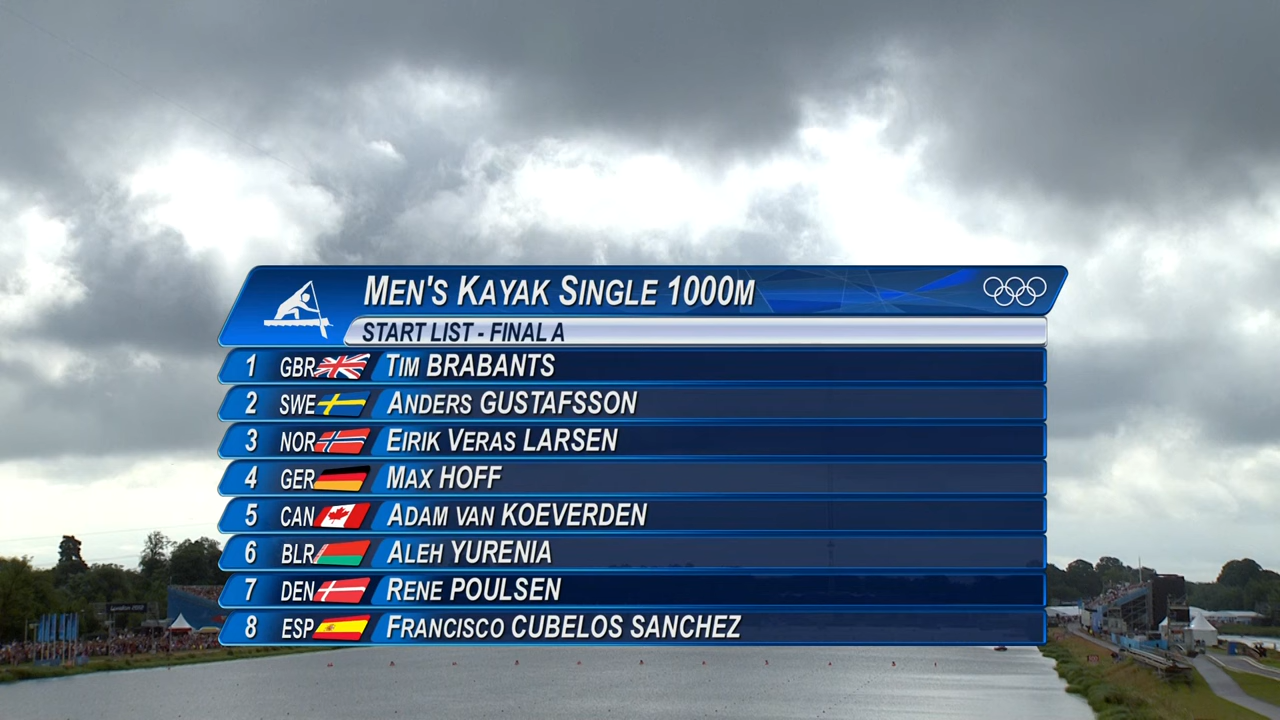 MEN'S KAYAK SINGLE 1000M
START LIST - FINAL A
1 GBR TIM BRABANTS
2 SWE ANDERS GUSTAFSSON
3 NOR EIRIK VERAS LARSEN
4 GER MAX HOFF
5 CAN ADAM VAN KOEVERDEN
6 BLR ALEH YURENIA
7 DEN RENE POULSEN
8 ESP FRANCISCO CUBELOS SANCHEZ
london 2012